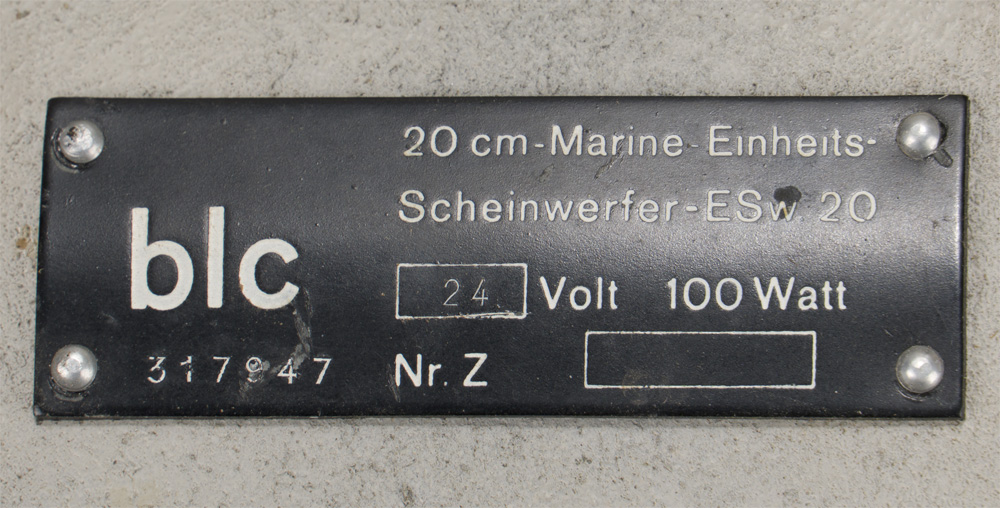 20 cm-Marine-Einheits-
Scheinwerfer-ESw. 20
blc
24 Volt 100 Watt
317947 Nr. Z